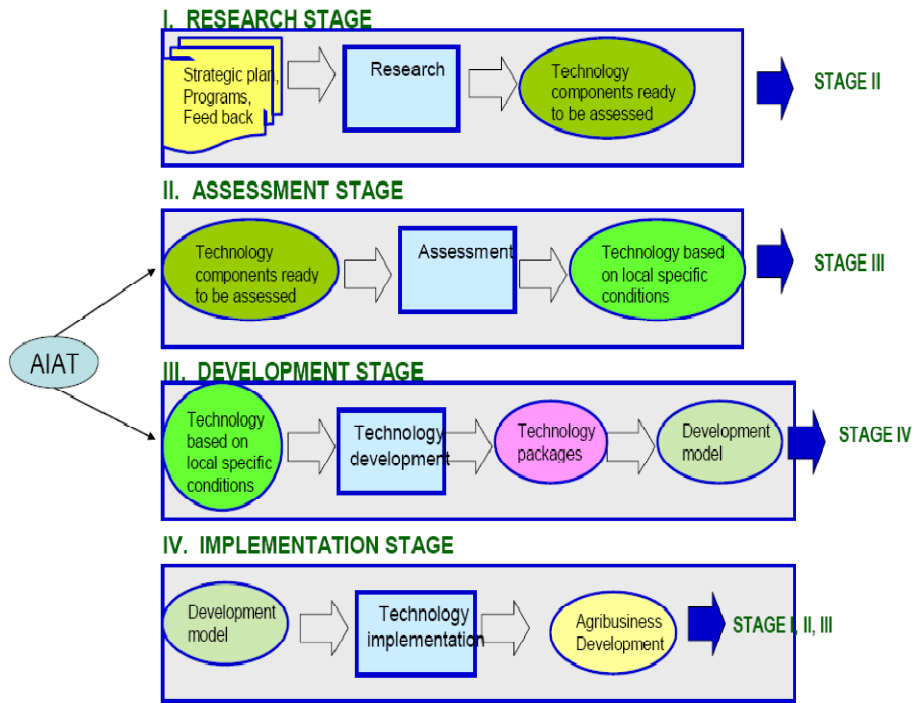 I. RESEARCH STAGE
Strategic plan,
Programs,
Feed back
Research
Technology
components ready
to be assessed
STAGE II
II. ASSESSMENT STAGE
Technology
components ready
to be assessed
Assessment
Technology based
on local specific
conditions
STAGE III
AIAT
III. DEVELOPMENT STAGE
Technology
based on
local specific
conditions
Technology
development
Technology
packages
Development
model
STAGE IV
IV. IMPLEMENTATION STAGE
Development
model
Technology
implementation
Agribusiness
Development
STAGE I, II, III